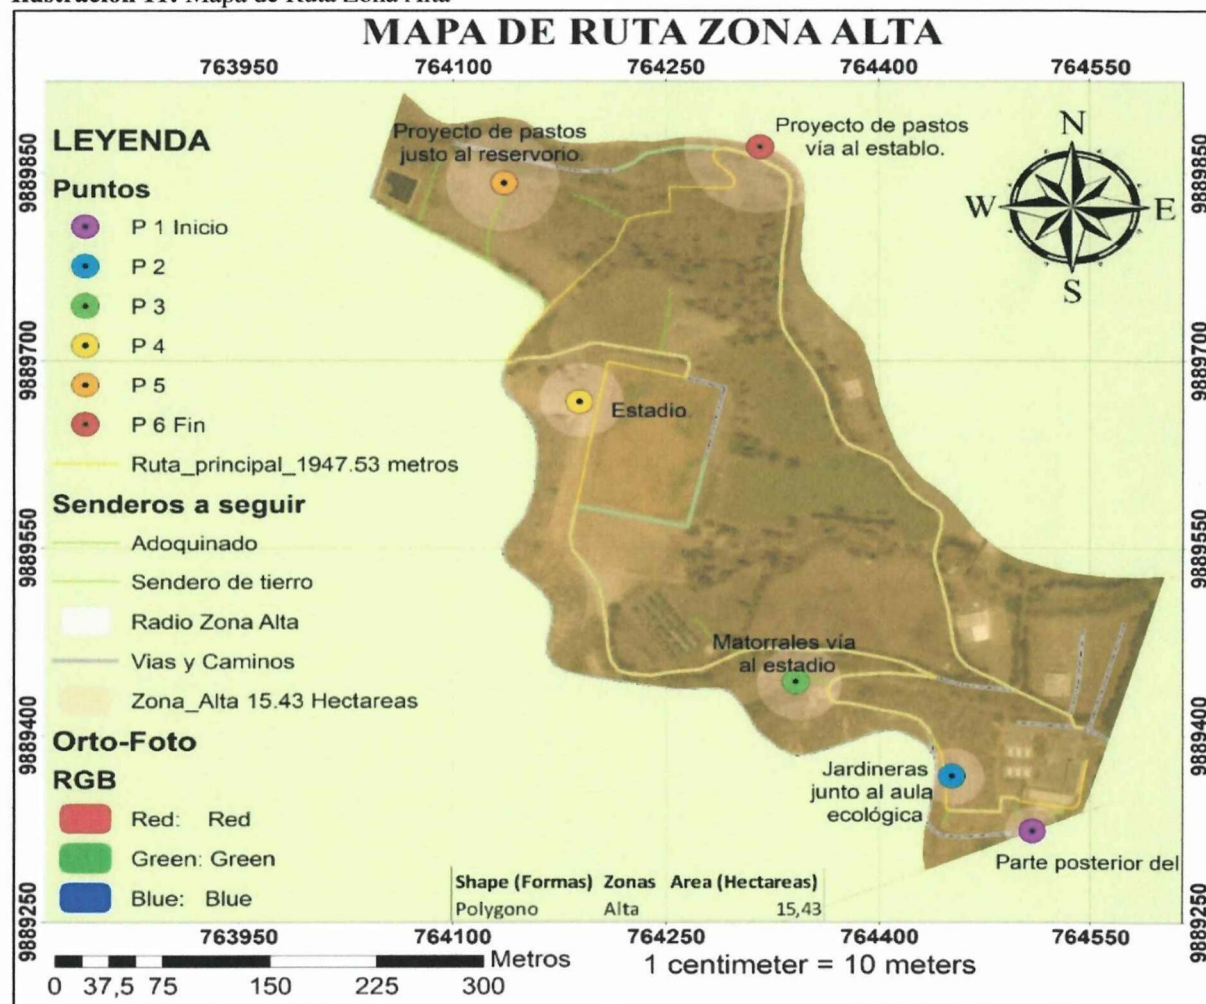 Ilustración 11: Mapa de Ruta Zona Alta
MAPA DE RUTA ZONA ALTA
763950 764100 764250 764400 764550
9889850
9889700
9889550
9889400
9889250
LEYENDA
Puntos
P 1 Inicio
P 2
P 3
P 4
P 5
P 6 Fin
Ruta_principal_1947.53 metros
Senderos a seguir
Adoquinado
Sendero de tierro
Radio Zona Alta
Vias y Caminos
Zona_Alta 15.43 Hectareas
Orto-Foto
RGB
Red: Red
Green: Green
Blue: Blue
Proyecto de pastos
justo al reservorio.
Proyecto de pastos
vía al establo.
N
W E
S
Estadio.
Matorrales vía
al estadio
Jardineras
junto al aula
ecológica
Parte posterior del
Shape (Formas) Zonas Area (Hectareas)
Polygono Alta 15,43
9889850
9889700
9889550
9889400
9889250
763950 764100 764250 764400 764550
Metros
0 37,5 75 150 225 300
1 centimeter = 10 meters